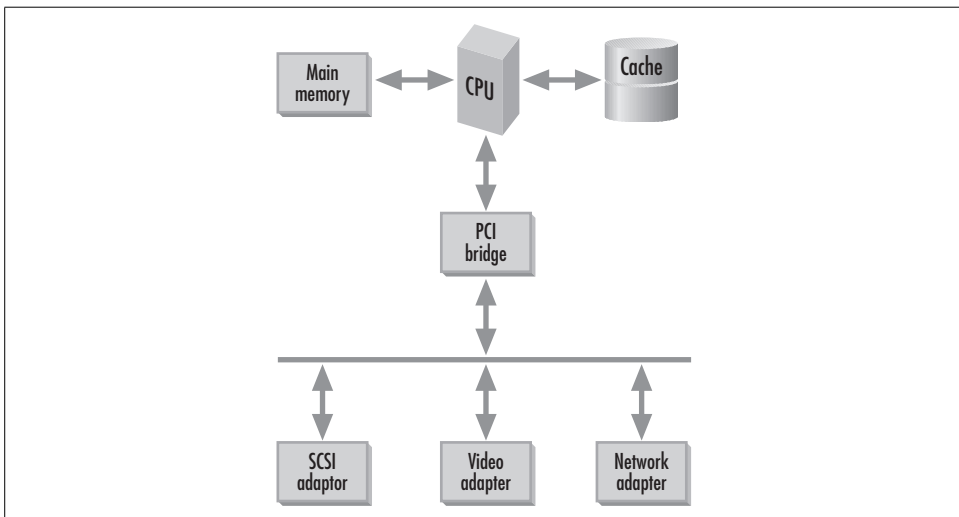 Main
memory
CPU
Cache
PCI
bridge
SCSI
adaptor
Video
adapter
Network
adapter